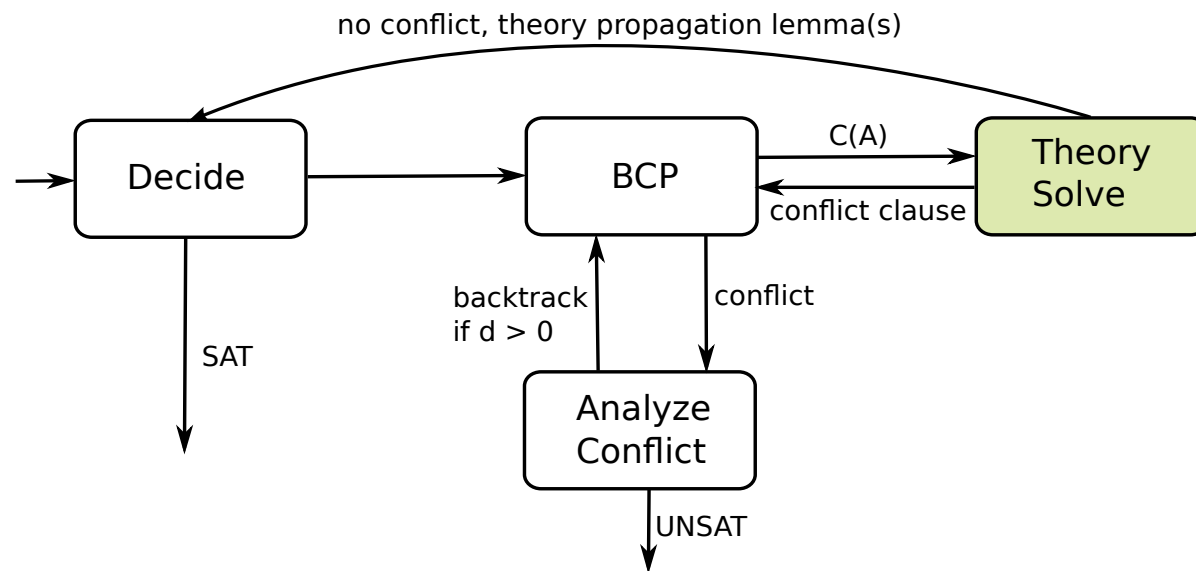 no conflict, theory propagation lemma(s)
Decide
BCP
C(A)
Theory
Solve
conflict clause
backtrack
if d > 0
conflict
SAT
Analyze
Conflict
UNSAT